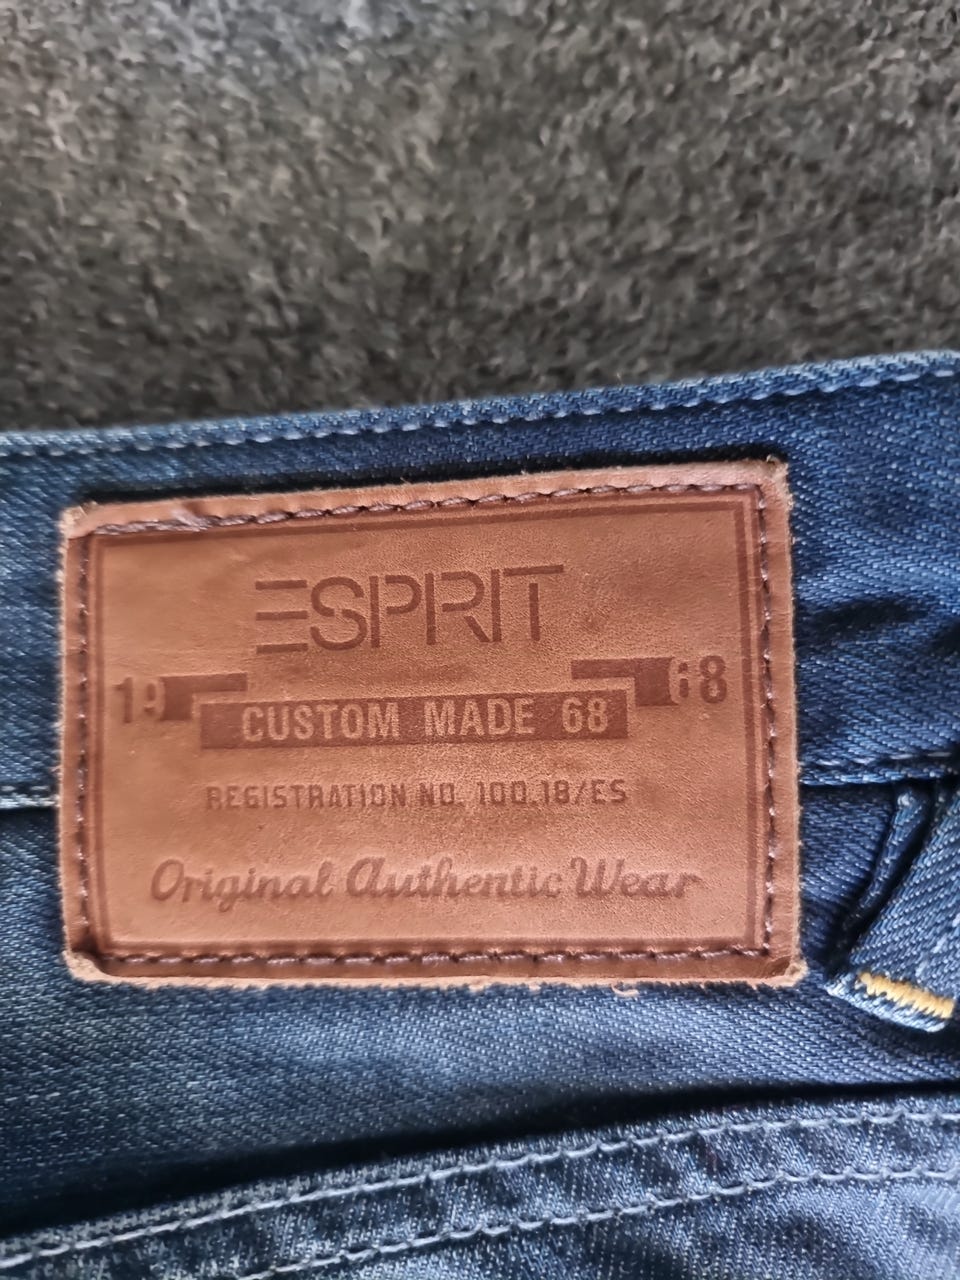 ESPRIT
19 68
CUSTOM MADE 68
REGISTRATION NO. 100.18/ES
Original Authentic Wear